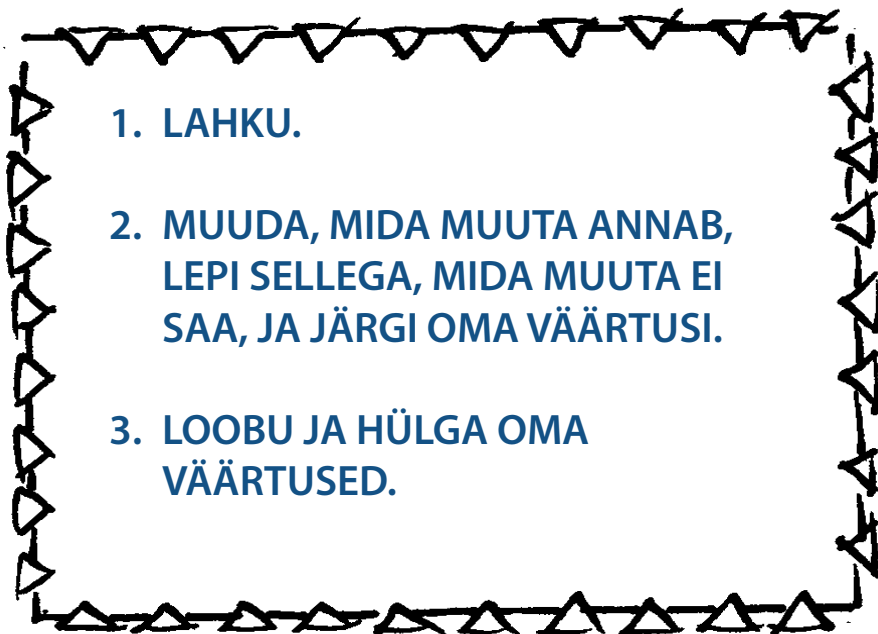 1. LAHKU.
2. MUUDA, MIDA MUUTA ANNAB,
LEPI SELLEGA, MIDA MUUTA EI
SAA, JA JÄRGI OMA VÄÄRTUSI.
3. LOOBU JA HÜLGA OMA
VÄÄRTUSED.